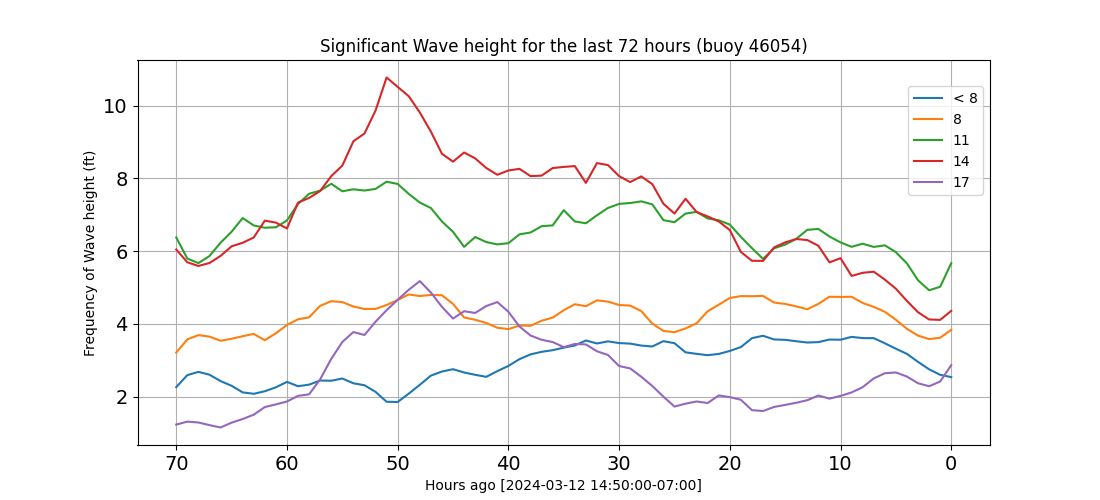 Significant Wave height for the last 72 hours (buoy 46054)
Frequency of Wave height (ft)
10
8
6
4
2
< 8
8
11
14
17
70 60 50 40 30 20 10 0
Hours ago [2024-03-12 14:50:00-07:00]